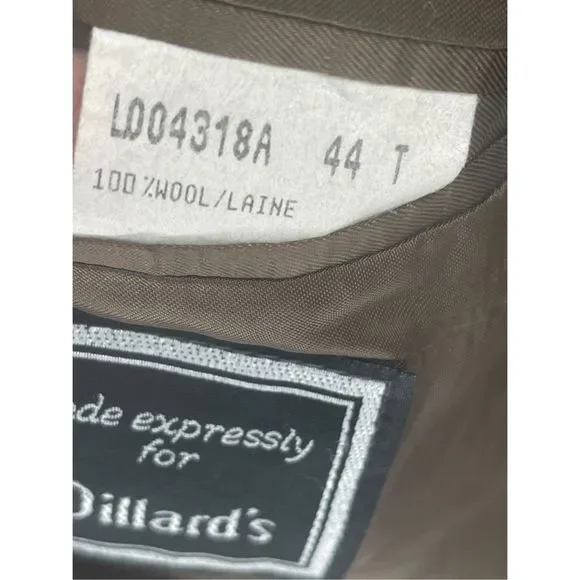 LD04318A 44 T
100%WOOL/LAINE
ade expressly
for
Dillard's